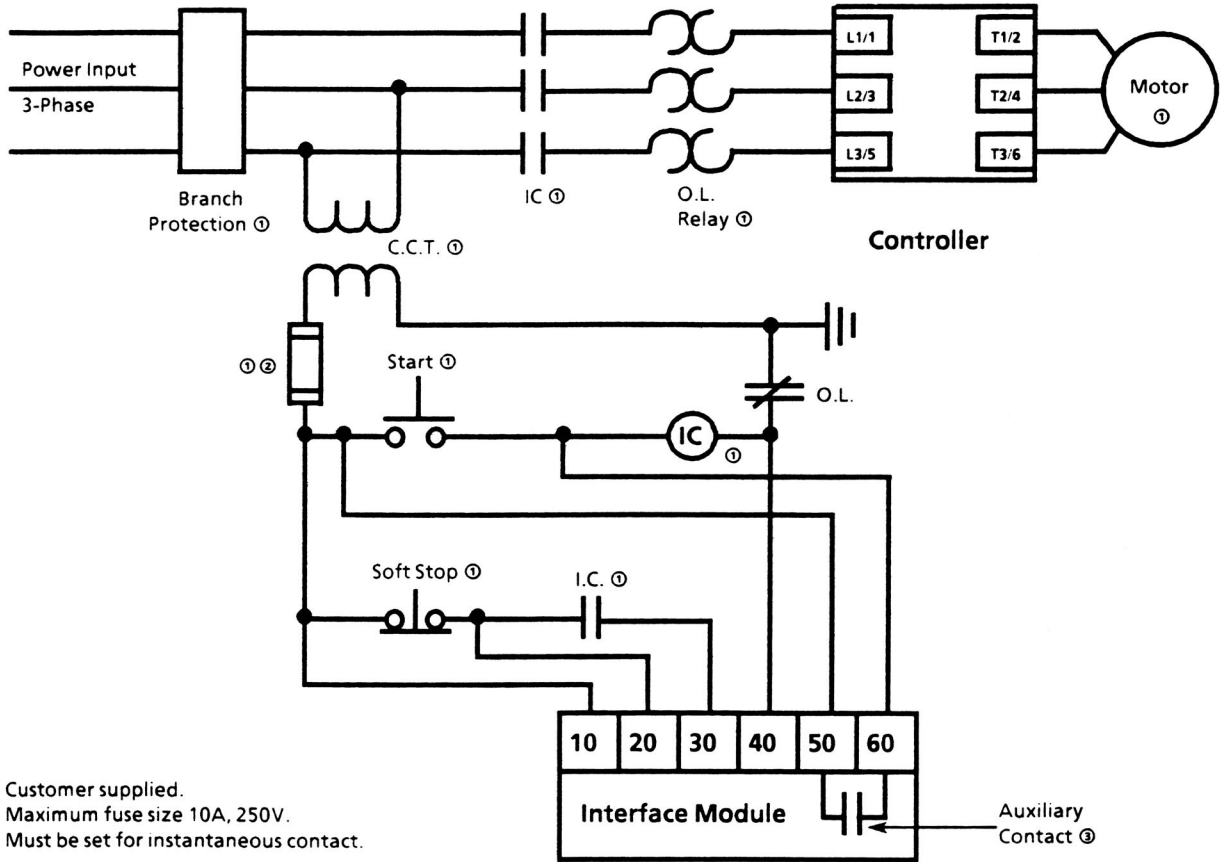 Power Input
3-Phase
Branch
Protection ①
IC ①
O.L.
Relay ①
L1/1
L2/3
L3/5
T1/2
T2/4
T3/6
Motor
①
Controller
C.C.T. ①
① ②
Start ①
O.L.
IC
①
Soft Stop ①
I.C. ①
10 20 30 40 50 60
Interface Module
Auxiliary
Contact ③
Customer supplied.
Maximum fuse size 10A, 250V.
Must be set for instantaneous contact.